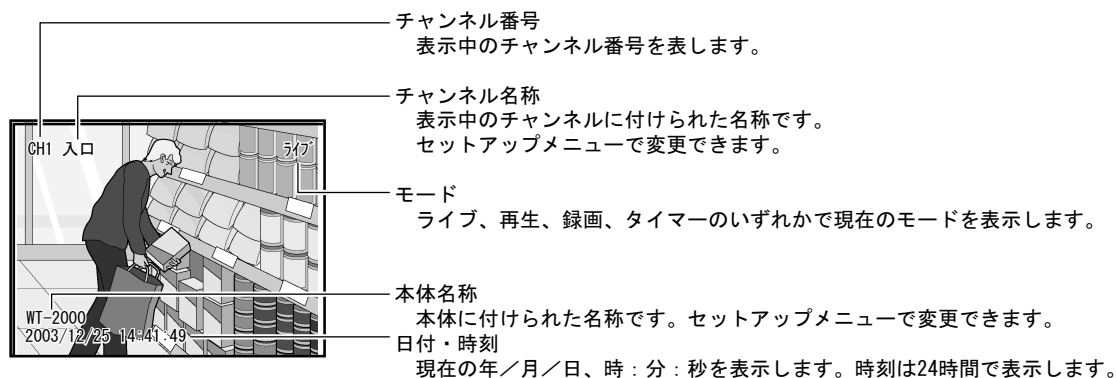 チャンネル番号
表示中のチャンネル番号を表します。
チャンネル名称
表示中のチャンネルに付けられた名称です。
セットアップメニューで変更できます。
CH1 入口
ライブ
モード
ライブ、再生、録画、タイマーのいずれかで現在のモードを表示します。
本体名称
本体に付けられた名称です。セットアップメニューで変更できます。
WT-2000
2003/12/25 14:41:49
日付・時刻
現在の年／月／日、時：分：秒を表示します。時刻は24時間で表示します。